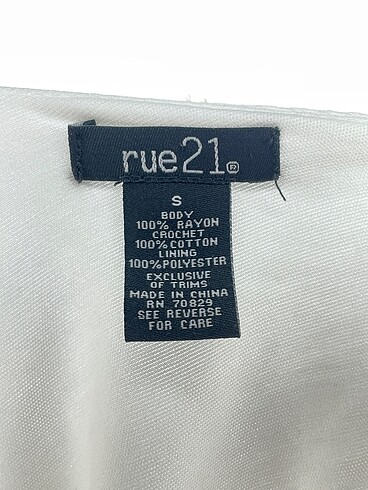 rue21®
S
BODY
100% RAYON
CROCHET
100% COTTON
LINING
100% POLYESTER
EXCLUSIVE
OF TRIMS
MADE IN CHINA
RN 70829
SEE REVERSE
FOR CARE